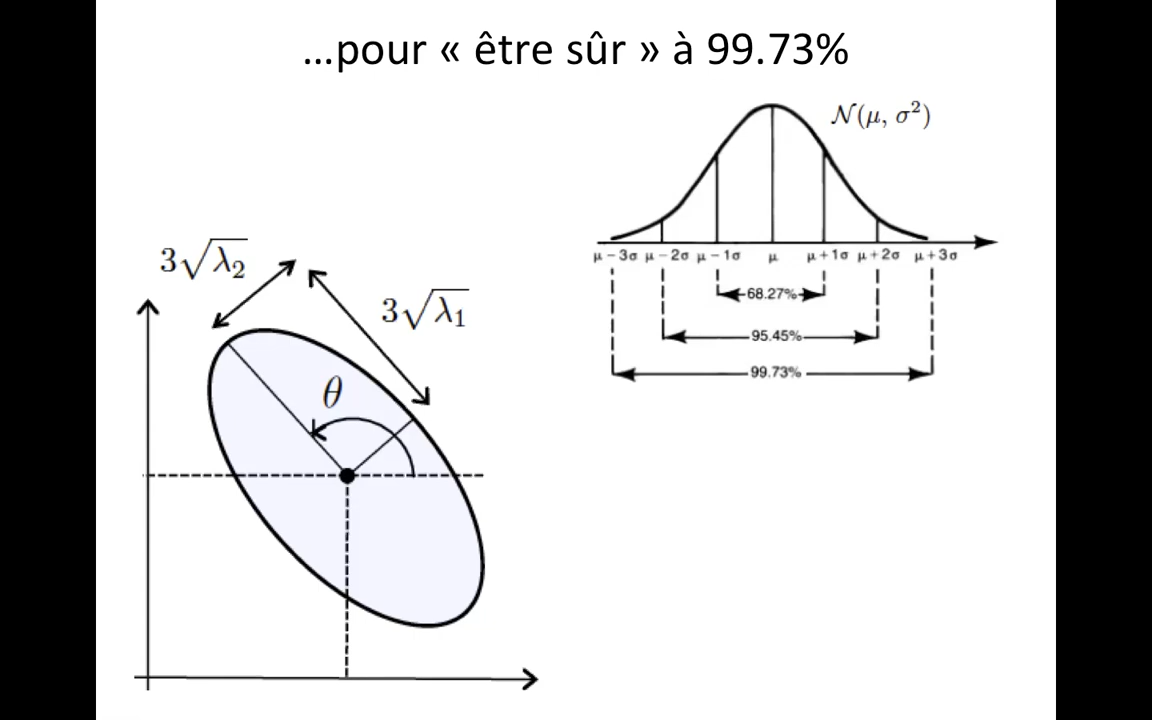 …pour « être sûr » à 99.73%
𝒩(μ, σ²)
μ − 3σ μ − 2σ μ − 1σ μ μ + 1σ μ + 2σ μ + 3σ
68.27%
95.45%
99.73%
3√λ₂
3√λ₁
θ